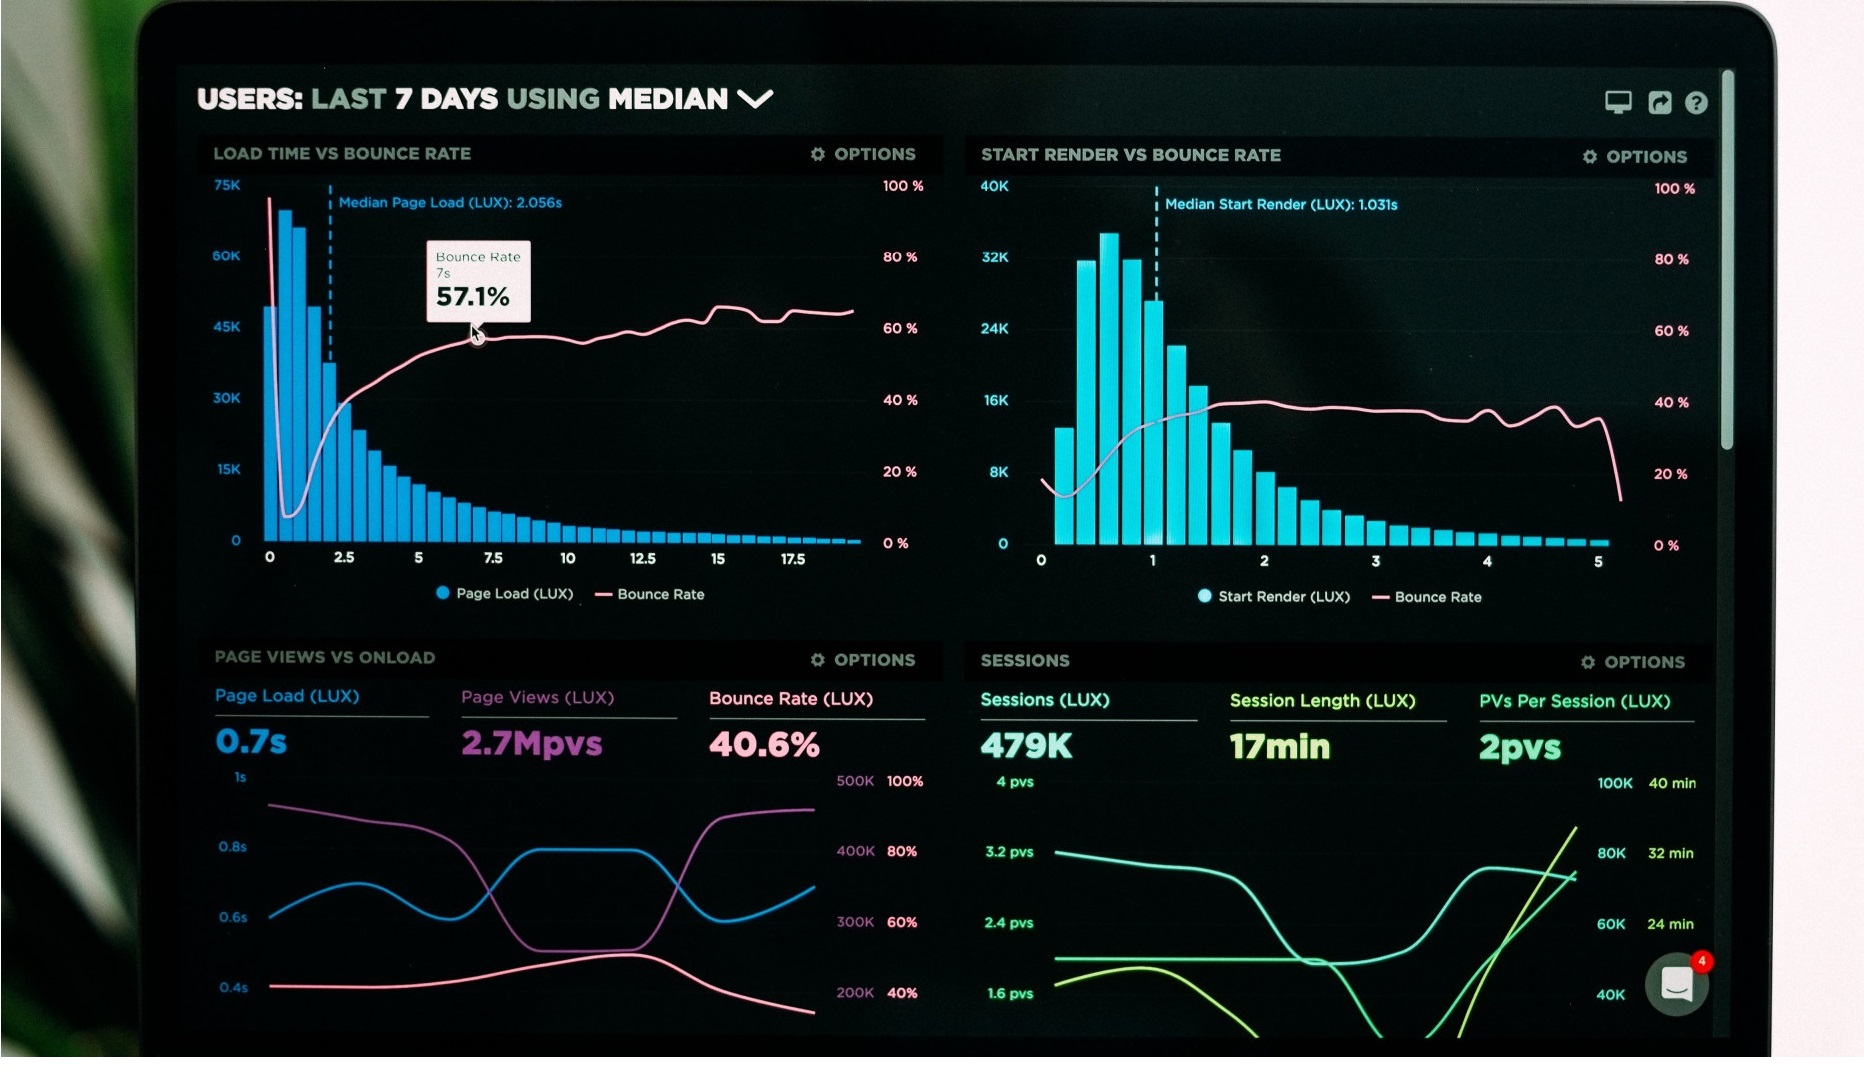 USERS: LAST 7 DAYS USING MEDIAN
LOAD TIME VS BOUNCE RATE
OPTIONS
75K
60K
45K
30K
15K
0
Median Page Load (LUX): 2.056s
Bounce Rate
7s
57.1%
100 %
80 %
60 %
40 %
20 %
0 %
0 2.5 5 7.5 10 12.5 15 17.5
Page Load (LUX) Bounce Rate
START RENDER VS BOUNCE RATE
OPTIONS
40K
32K
24K
16K
8K
0
Median Start Render (LUX): 1.031s
100 %
80 %
60 %
40 %
20 %
0 %
0 1 2 3 4 5
Start Render (LUX) Bounce Rate
PAGE VIEWS VS ONLOAD
OPTIONS
Page Load (LUX) Page Views (LUX) Bounce Rate (LUX)
0.7s 2.7Mpvs 40.6%
1s
0.8s
0.6s
0.4s
500K 100%
400K 80%
300K 60%
200K 40%
SESSIONS
OPTIONS
Sessions (LUX) Session Length (LUX) PVs Per Session (LUX)
479K 17min 2pvs
4 pvs
3.2 pvs
2.4 pvs
1.6 pvs
100K 40 min
80K 32 min
60K 24 min
40K
4